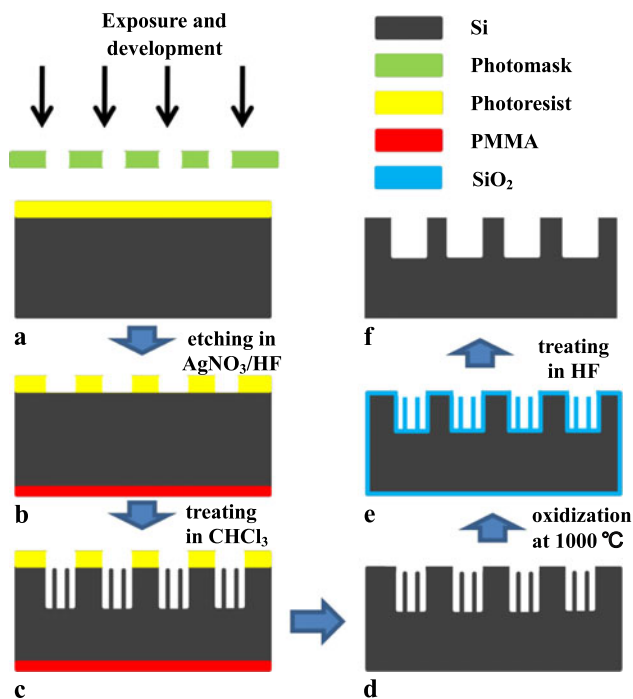 Exposure and
development
Si
Photomask
Photoresist
PMMA
SiO₂
a
etching in
AgNO₃/HF
b
treating
in CHCl₃
c
d
oxidization
at 1000 ℃
e
treating
in HF
f